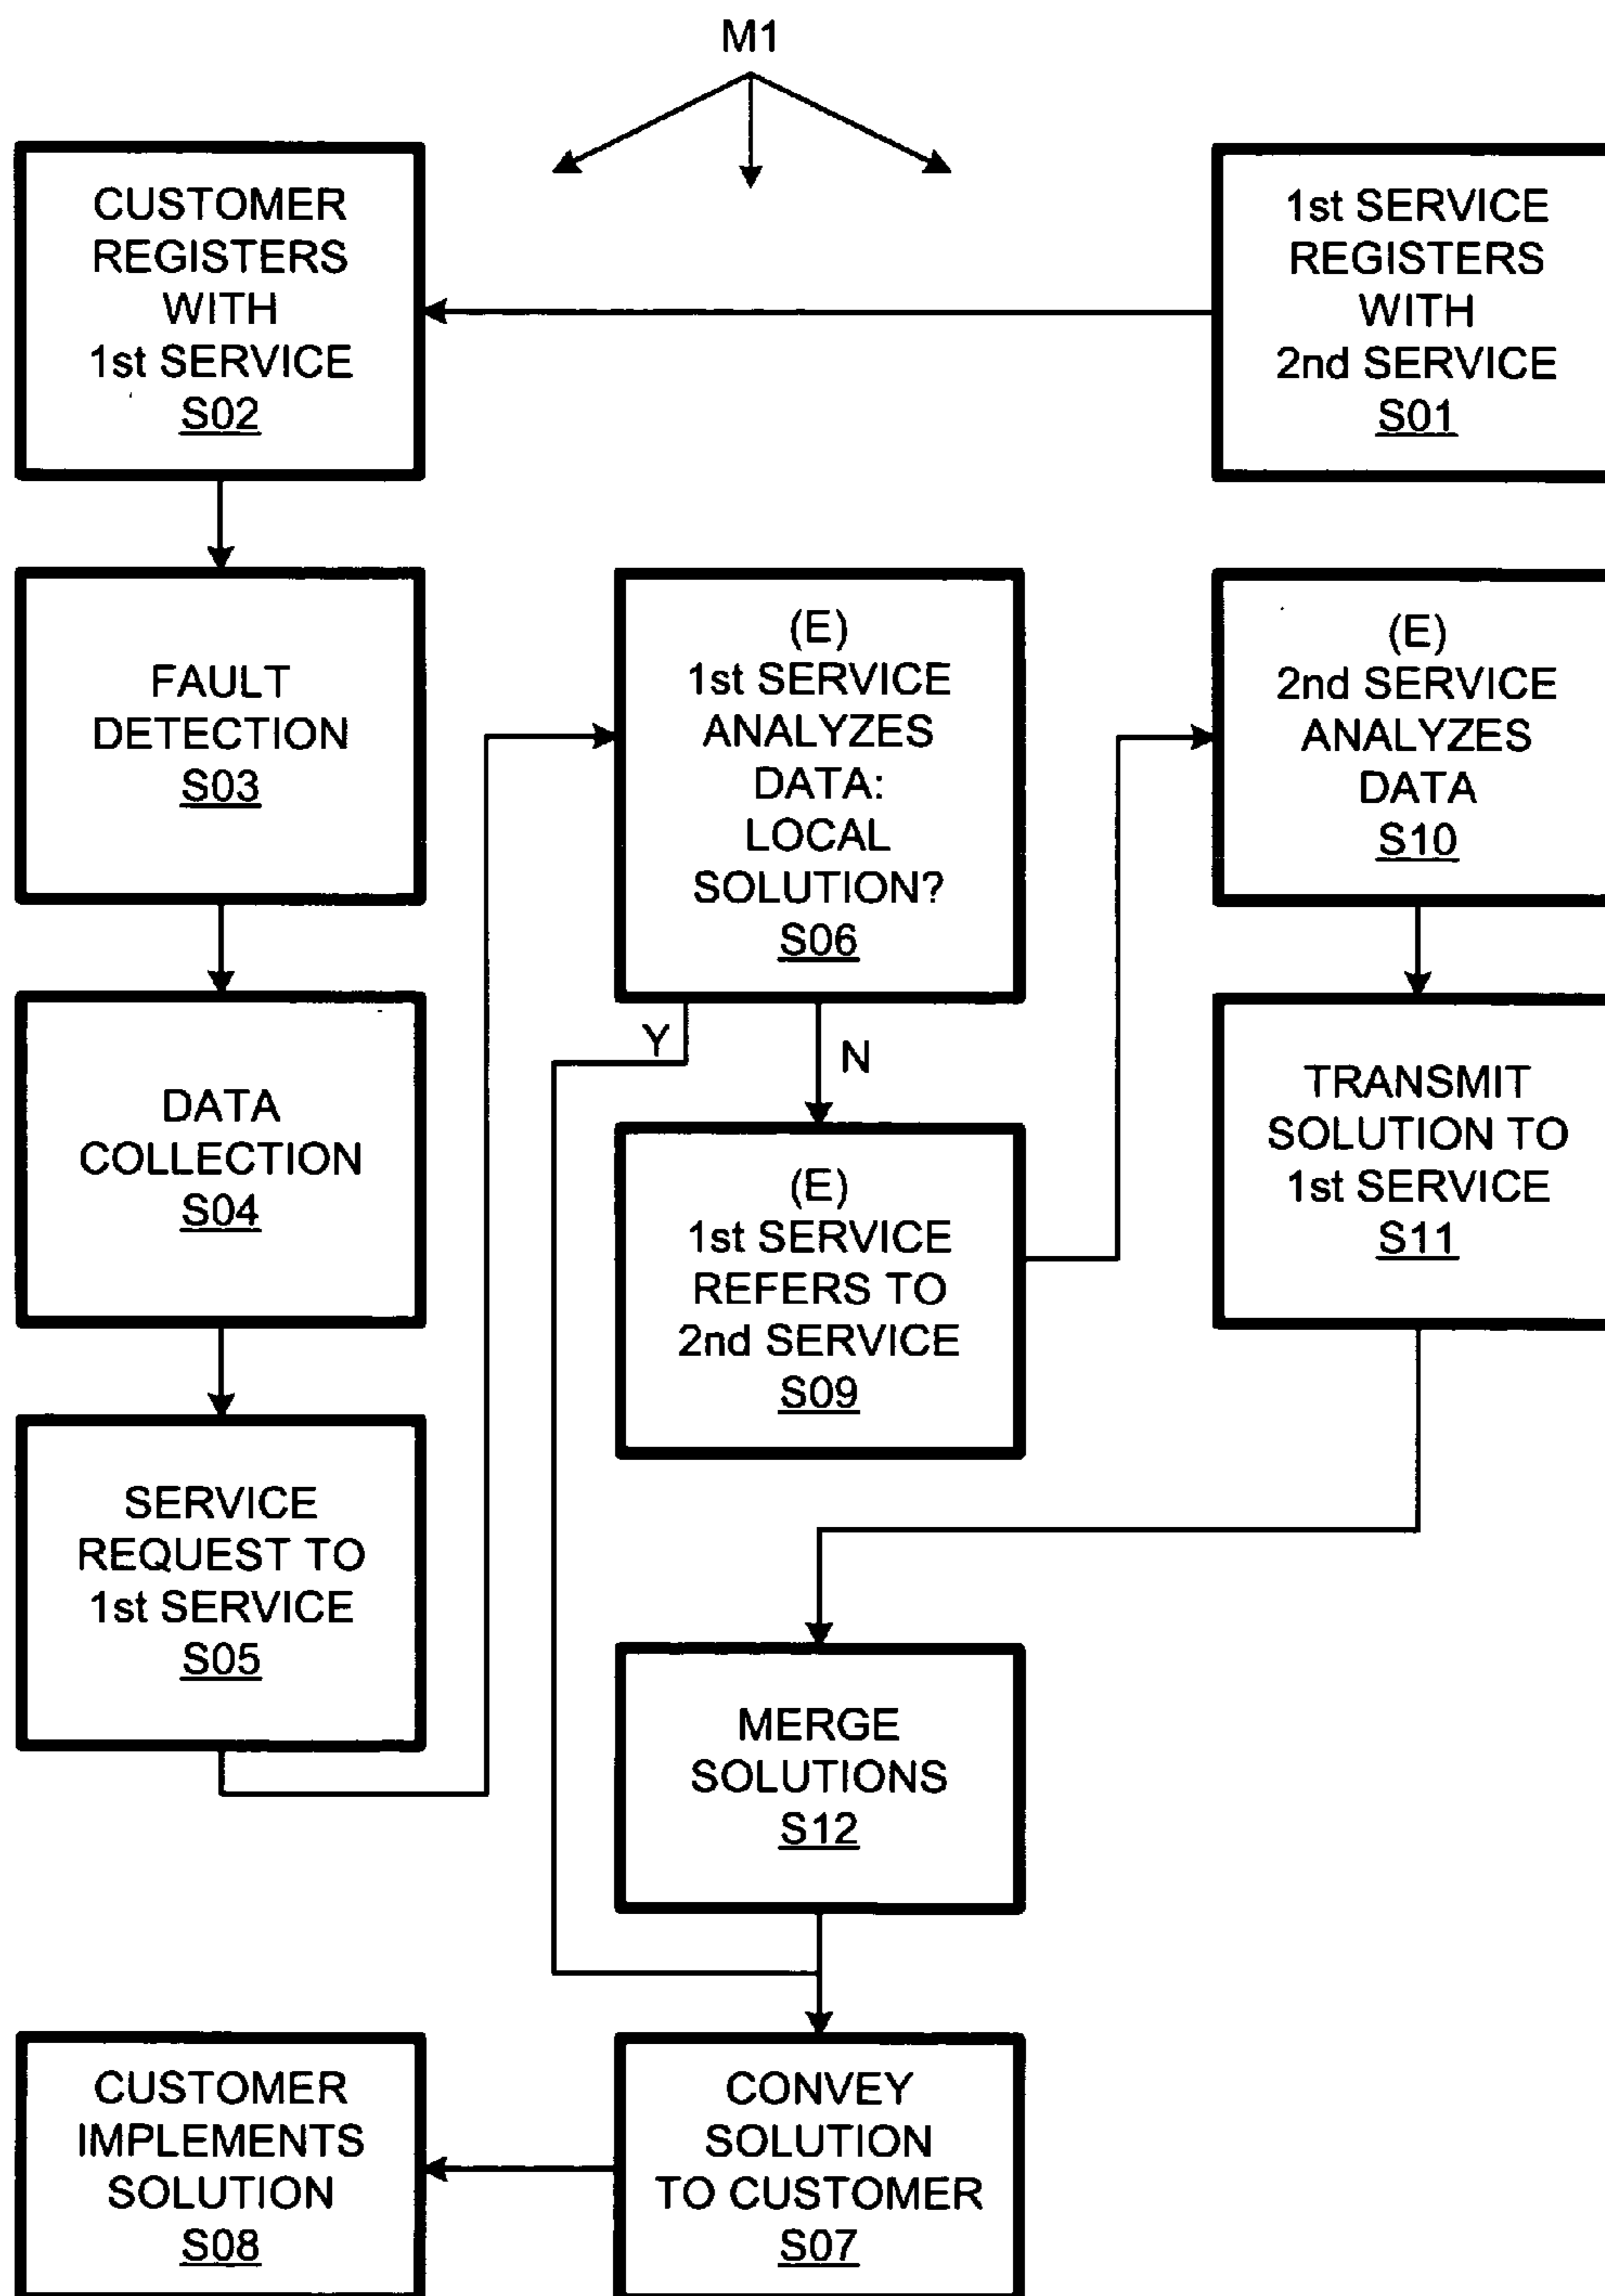 M1
CUSTOMER
REGISTERS
WITH
1st SERVICE
S02
1st SERVICE
REGISTERS
WITH
2nd SERVICE
S01
FAULT
DETECTION
S03
(E)
1st SERVICE
ANALYZES
DATA:
LOCAL
SOLUTION?
S06
(E)
2nd SERVICE
ANALYZES
DATA
S10
Y
N
DATA
COLLECTION
S04
(E)
1st SERVICE
REFERS TO
2nd SERVICE
S09
TRANSMIT
SOLUTION TO
1st SERVICE
S11
SERVICE
REQUEST TO
1st SERVICE
S05
MERGE
SOLUTIONS
S12
CUSTOMER
IMPLEMENTS
SOLUTION
S08
CONVEY
SOLUTION
TO CUSTOMER
S07